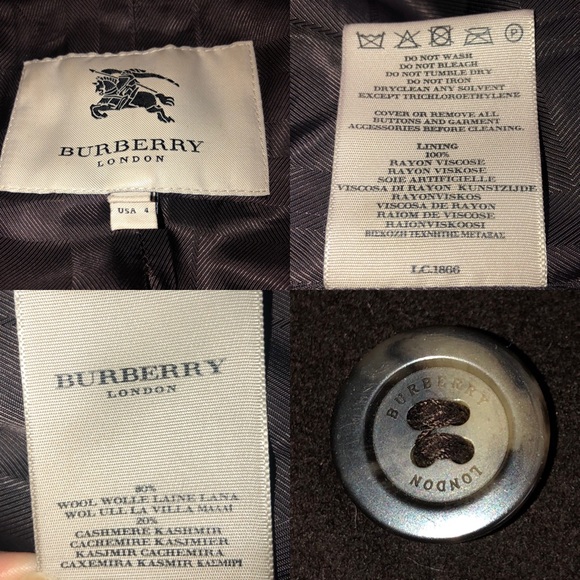 BURBERRY
LONDON
USA 4
P
DO NOT WASH
DO NOT BLEACH
DO NOT TUMBLE DRY
DO NOT IRON
DRYCLEAN ANY SOLVENT
EXCEPT TRICHLOROETHYLENE
COVER OR REMOVE ALL
BUTTONS AND GARMENT
ACCESSORIES BEFORE CLEANING.
LINING
100%
RAYON VISCOSE
RAYON VISKOSE
SOIE ARTIFICIELLE
VISCOSA DI RAYON KUNSTZIJDE
RAYONVISKOS
VISCOSA DE RAYON
RAIOM DE VISCOSE
RAIONVISKOOSI
ΒΙΣΚΟΖΗ ΤΕΧΝΗΤΗΣ ΜΕΤΑΞΑΣ
LC.1866
BURBERRY
LONDON
80%
WOOL WOLLE LAINE LANA
WOL ULL LA VILLA ΜΑΛΛΙ
20%
CASHMERE KASHMIR
CACHEMIRE KASJMIER
KASJMIR CACHEMIRA
CAXEMIRA KASMIR ΚΑΣΜΙΡΙ
BURBERRY
LONDON